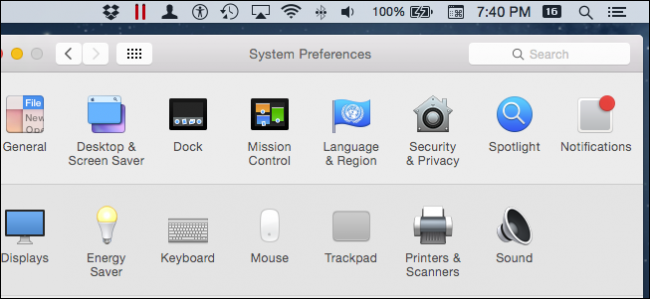 100% 7:40 PM 16
System Preferences
Search
File
New
Ope
General
Desktop &
Screen Saver
Dock
Mission
Control
Language
& Region
Security
& Privacy
Spotlight
Notifications
Displays
Energy
Saver
Keyboard
Mouse
Trackpad
Printers &
Scanners
Sound